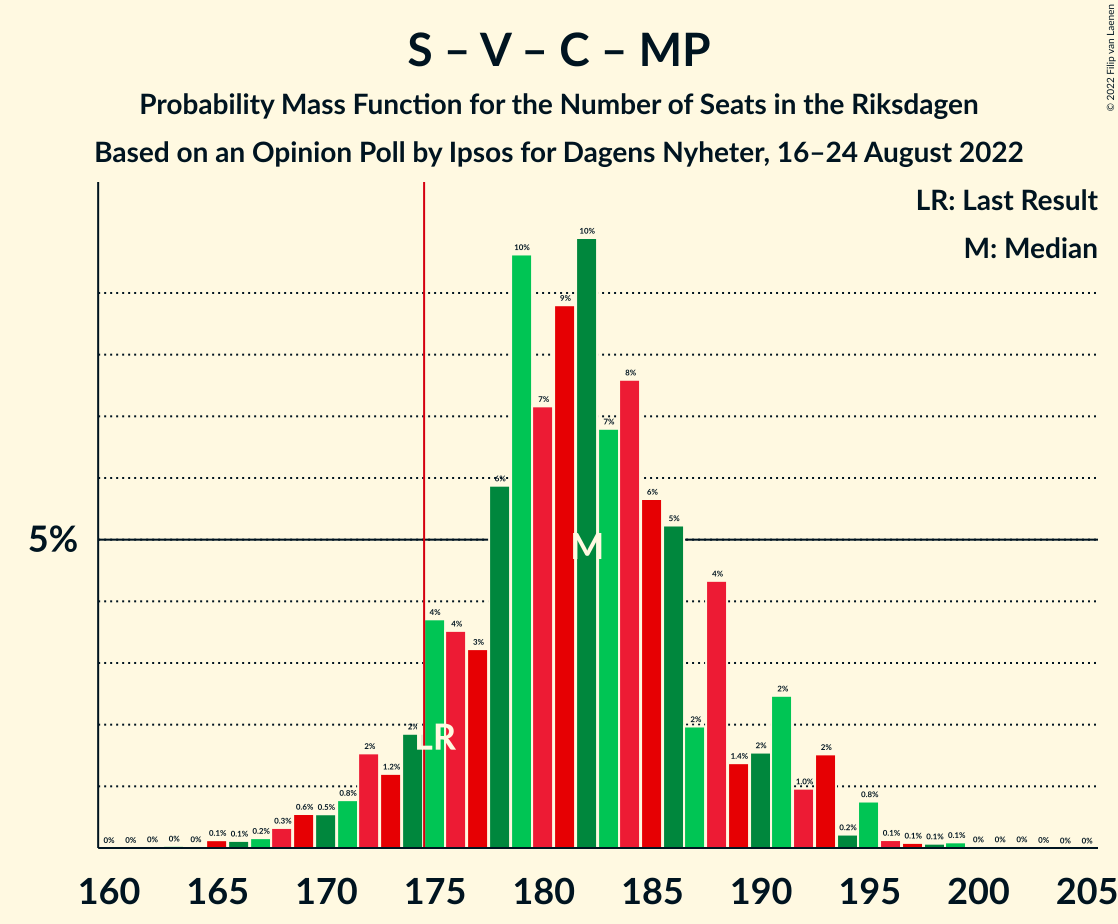 S – V – C – MP
Probability Mass Function for the Number of Seats in the Riksdagen
Based on an Opinion Poll by Ipsos for Dagens Nyheter, 16–24 August 2022
© 2022 Filip van Laenen
LR: Last Result
M: Median
5%
0% 0% 0% 0% 0% 0.1% 0.1% 0.2% 0.3% 0.6% 0.5% 0.8% 2% 1.2% 2% 4% 4% 3% 6% 10% 7% 9% 10% 7% 8% 6% 5% 2% 4% 1.4% 2% 2% 1.0% 2% 0.2% 0.8% 0.1% 0.1% 0.1% 0.1% 0% 0% 0% 0% 0% 0%
M
LR
160 165 170 175 180 185 190 195 200 205